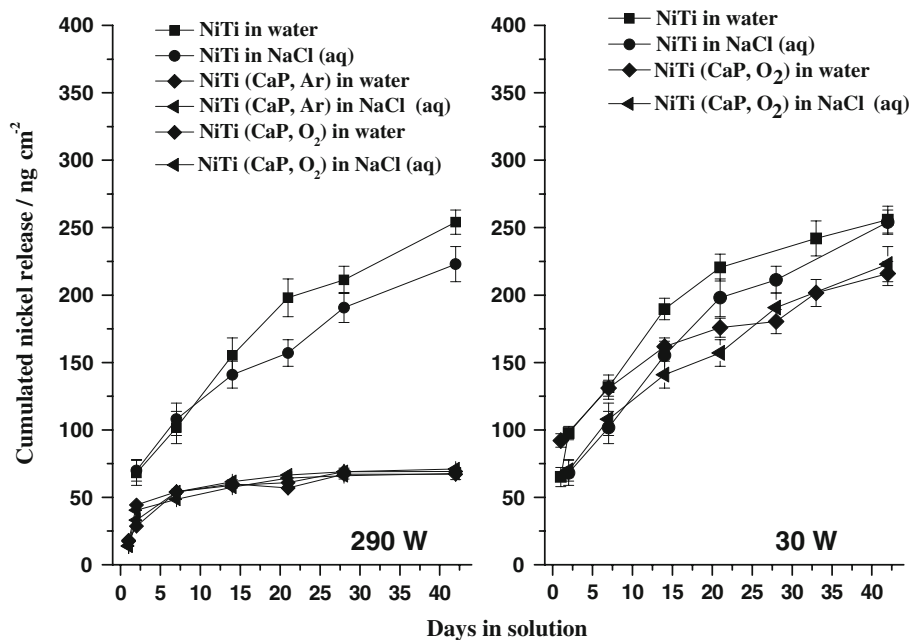 Cumulated nickel release / ng cm⁻²
400
350
300
250
200
150
100
50
0
NiTi in water
NiTi in NaCl (aq)
NiTi (CaP, Ar) in water
NiTi (CaP, Ar) in NaCl (aq)
NiTi (CaP, O₂) in water
NiTi (CaP, O₂) in NaCl (aq)
290 W
0 5 10 15 20 25 30 35 40
400
350
300
250
200
150
100
50
0
NiTi in water
NiTi in NaCl (aq)
NiTi (CaP, O₂) in water
NiTi (CaP, O₂) in NaCl (aq)
30 W
0 5 10 15 20 25 30 35 40
Days in solution